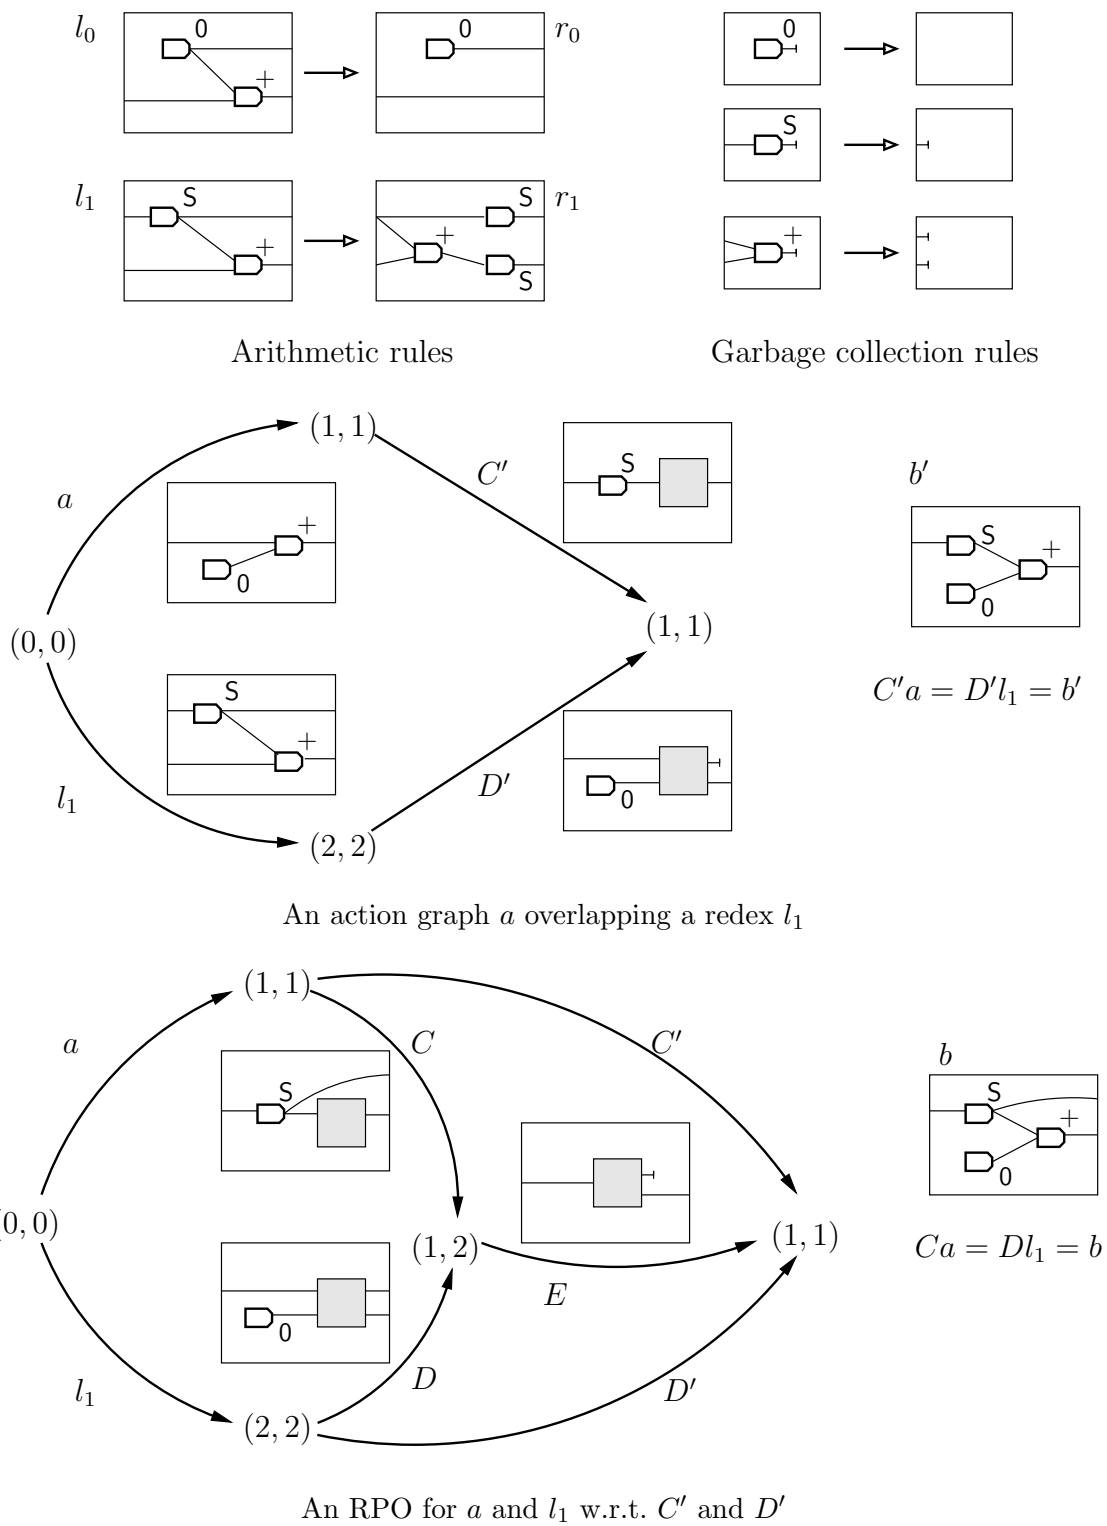 l₀ 0 + 0 r₀ 0
S
l₁ S + + S S r₁ +
Arithmetic rules Garbage collection rules
(1, 1)
a C′ S b′
+ 0 S 0 +
(0, 0) (1, 1)
S + C′a = D′l₁ = b′
l₁ D′ 0
(2, 2)
An action graph a overlapping a redex l₁
(1, 1)
a C C′ b
S S + 0
(0, 0) (1, 2) (1, 1) Ca = Dl₁ = b
0 E
l₁ D D′
(2, 2)
An RPO for a and l₁ w.r.t. C′ and D′